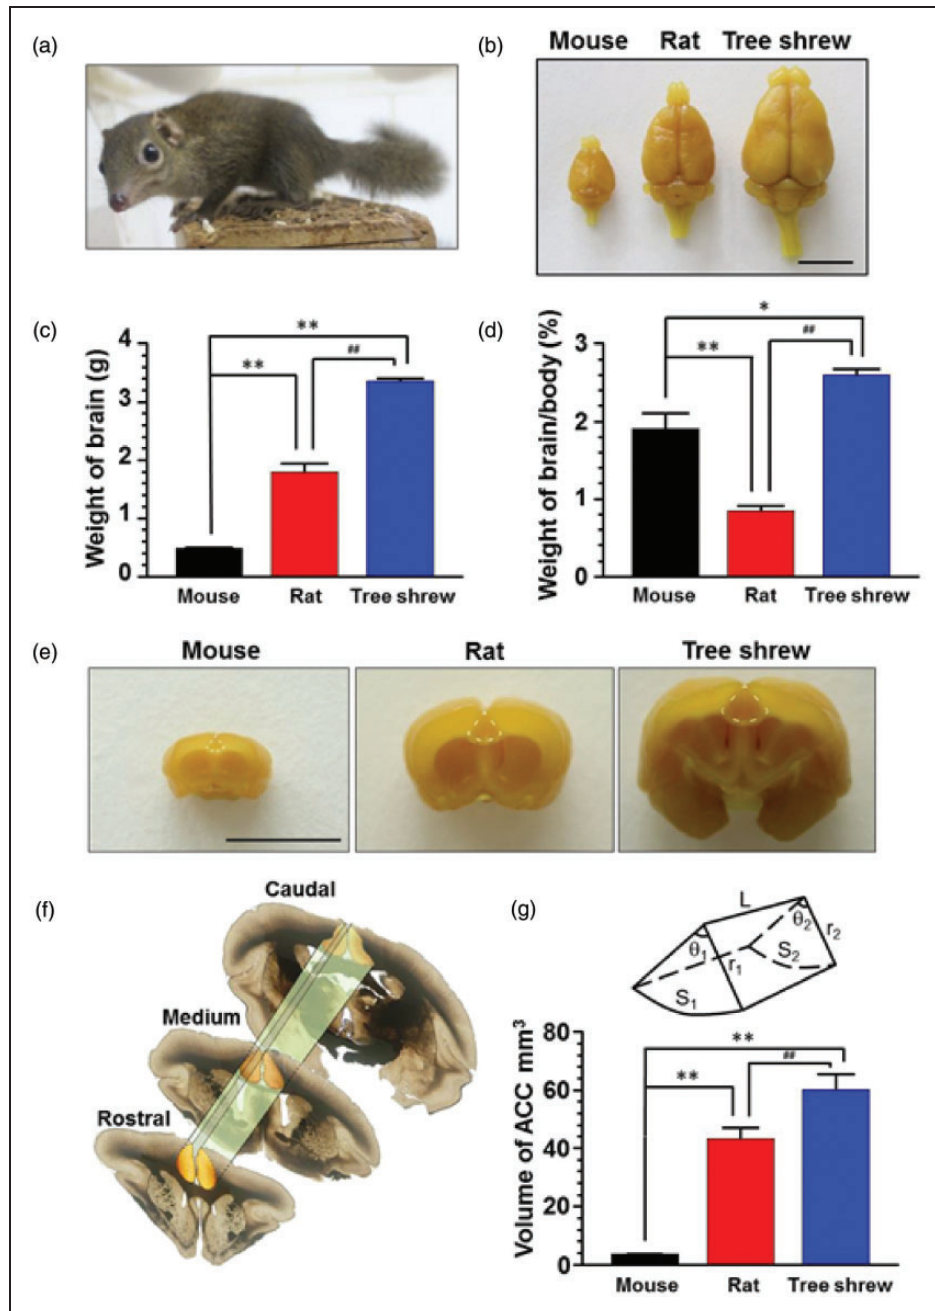 (a)
(b)
Mouse Rat Tree shrew
(c)
Weight of brain (g)
4
3
2
1
0
**
**
##
Mouse Rat Tree shrew
(d)
Weight of brain/body (%)
3
2
1
0
*
**
##
Mouse Rat Tree shrew
(e)
Mouse Rat Tree shrew
(f)
Caudal
Medium
Rostral
(g)
L
θ1 θ2
r1 r2
S1 S2
Volume of ACC mm³
80
60
40
20
0
**
**
##
Mouse Rat Tree shrew